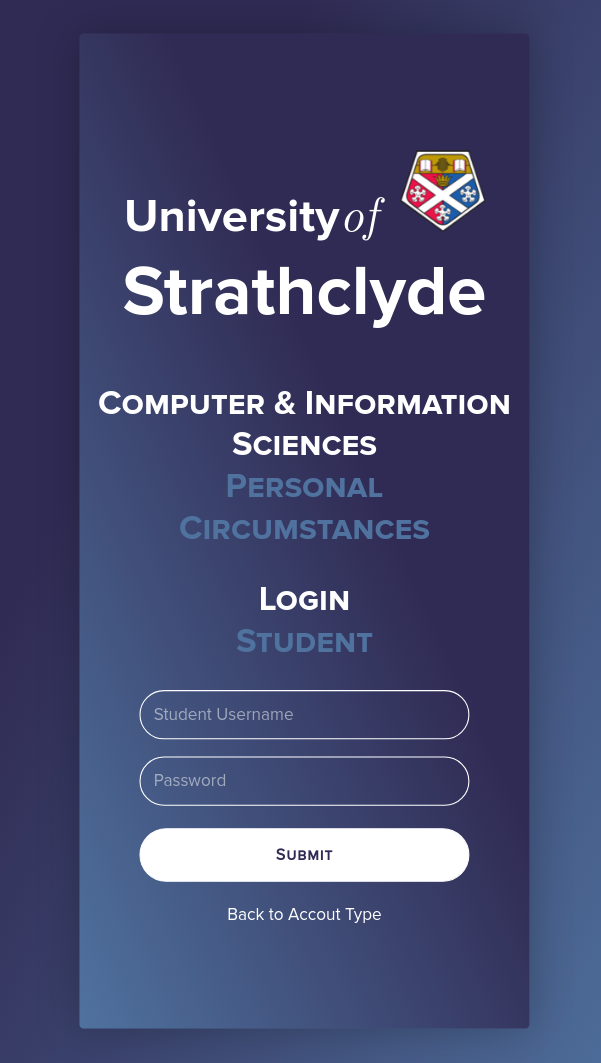 University of
Strathclyde
Computer & Information
Sciences
Personal
Circumstances
Login
Student
Student Username
Password
Submit
Back to Accout Type